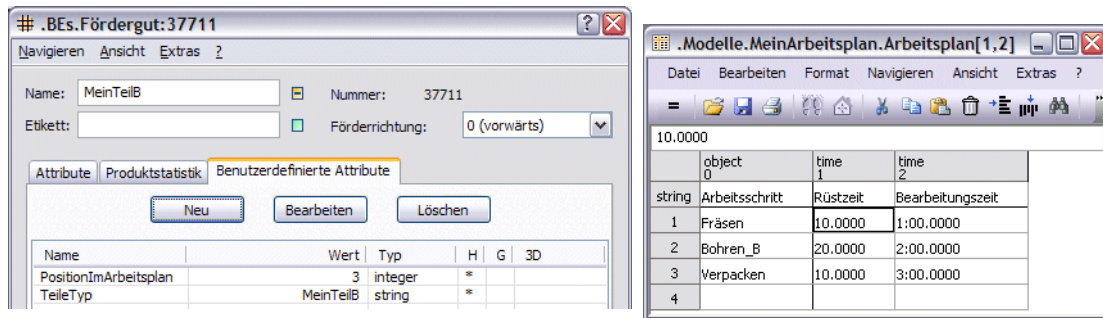 .BEs.Fördergut:37711
Navigieren Ansicht Extras ?
Name: MeinTeilB Nummer: 37711
Etikett: Förderrichtung: 0 (vorwärts)
Attribute Produktstatistik Benutzerdefinierte Attribute
Neu Bearbeiten Löschen
Name Wert Typ H G 3D
PositionImArbeitsplan 3 integer *
TeileTyp MeinTeilB string *
.Modelle.MeinArbeitsplan.Arbeitsplan[1,2]
Datei Bearbeiten Format Navigieren Ansicht Extras ?
10.0000
object time time
0 1 2
string Arbeitsschritt Rüstzeit Bearbeitungszeit
1 Fräsen 10.0000 1:00.0000
2 Bohren_B 20.0000 2:00.0000
3 Verpacken 10.0000 3:00.0000
4